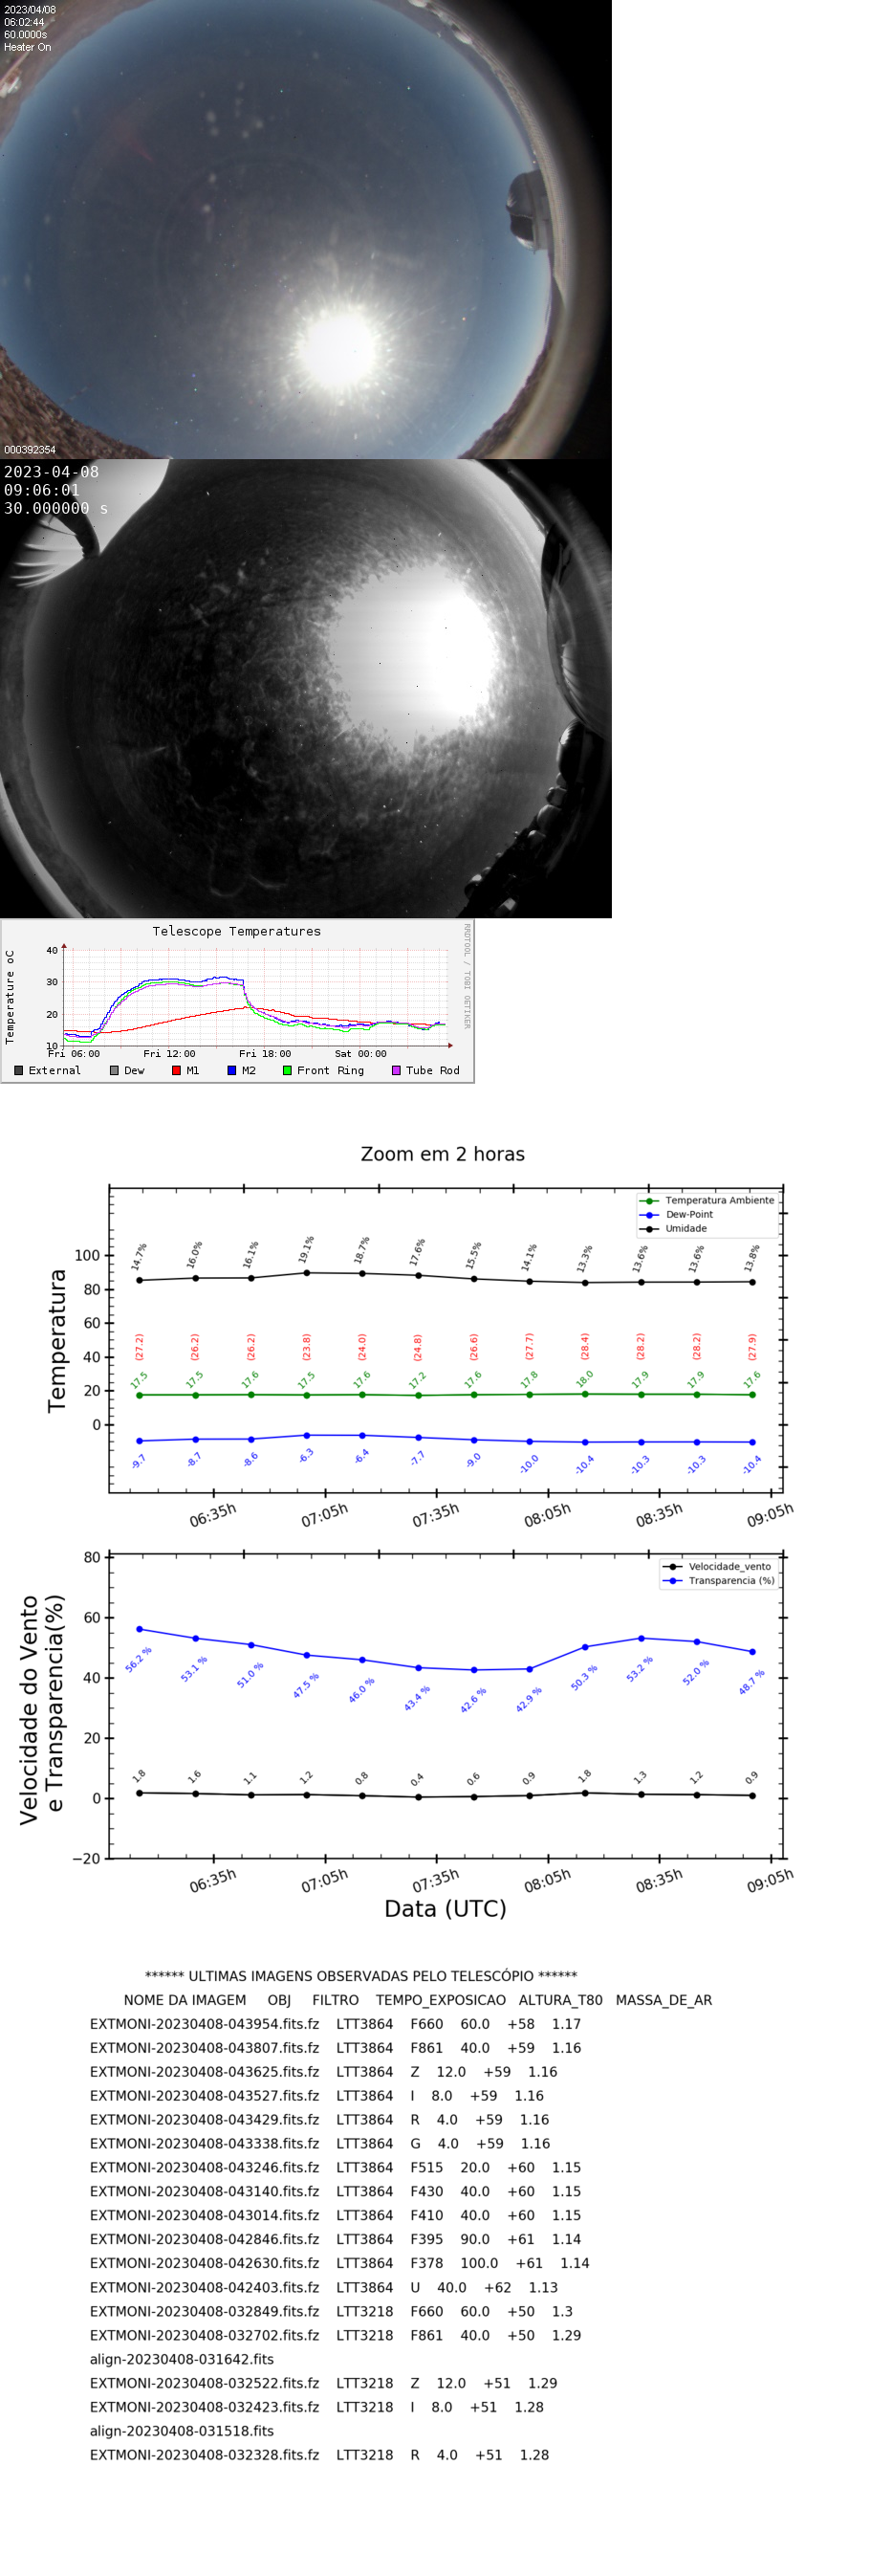 2023/04/08
06:02:44
60.0000s
Heater On
000392354
2023-04-08
09:06:01
30.000000 s
Telescope Temperatures
Temperature oC
RRDTOOL / TOBI OETIKER
40
30
20
10
Fri 06:00 Fri 12:00 Fri 18:00 Sat 00:00
External Dew M1 M2 Front Ring Tube Rod
Zoom em 2 horas
Temperatura Ambiente
Dew-Point
Umidade
Temperatura
100
80
60
40
20
0
14.7% 16.0% 16.1% 19.1% 18.7% 17.6% 15.5% 14.1% 13.3% 13.6% 13.6% 13.8%
(27.2) (26.2) (26.2) (23.8) (24.0) (24.8) (26.6) (27.7) (28.4) (28.2) (28.2) (27.9)
17.5 17.5 17.6 17.5 17.6 17.2 17.6 17.8 18.0 17.9 17.9 17.6
-9.7 -8.7 -8.6 -6.3 -6.4 -7.7 -9.0 -10.0 -10.4 -10.3 -10.3 -10.4
06:35h 07:05h 07:35h 08:05h 08:35h 09:05h
Velocidade_vento
Transparencia (%)
Velocidade do Vento
e Transparencia(%)
80
60
40
20
0
−20
56.2 % 53.1 % 51.0 % 47.5 % 46.0 % 43.4 % 42.6 % 42.9 % 50.3 % 53.2 % 52.0 % 48.7 %
1.8 1.6 1.1 1.2 0.8 0.4 0.6 0.9 1.8 1.3 1.2 0.9
06:35h 07:05h 07:35h 08:05h 08:35h 09:05h
Data (UTC)
****** ULTIMAS IMAGENS OBSERVADAS PELO TELESCÓPIO ******
NOME DA IMAGEM OBJ FILTRO TEMPO_EXPOSICAO ALTURA_T80 MASSA_DE_AR
EXTMONI-20230408-043954.fits.fz LTT3864 F660 60.0 +58 1.17
EXTMONI-20230408-043807.fits.fz LTT3864 F861 40.0 +59 1.16
EXTMONI-20230408-043625.fits.fz LTT3864 Z 12.0 +59 1.16
EXTMONI-20230408-043527.fits.fz LTT3864 I 8.0 +59 1.16
EXTMONI-20230408-043429.fits.fz LTT3864 R 4.0 +59 1.16
EXTMONI-20230408-043338.fits.fz LTT3864 G 4.0 +59 1.16
EXTMONI-20230408-043246.fits.fz LTT3864 F515 20.0 +60 1.15
EXTMONI-20230408-043140.fits.fz LTT3864 F430 40.0 +60 1.15
EXTMONI-20230408-043014.fits.fz LTT3864 F410 40.0 +60 1.15
EXTMONI-20230408-042846.fits.fz LTT3864 F395 90.0 +61 1.14
EXTMONI-20230408-042630.fits.fz LTT3864 F378 100.0 +61 1.14
EXTMONI-20230408-042403.fits.fz LTT3864 U 40.0 +62 1.13
EXTMONI-20230408-032849.fits.fz LTT3218 F660 60.0 +50 1.3
EXTMONI-20230408-032702.fits.fz LTT3218 F861 40.0 +50 1.29
align-20230408-031642.fits
EXTMONI-20230408-032522.fits.fz LTT3218 Z 12.0 +51 1.29
EXTMONI-20230408-032423.fits.fz LTT3218 I 8.0 +51 1.28
align-20230408-031518.fits
EXTMONI-20230408-032328.fits.fz LTT3218 R 4.0 +51 1.28